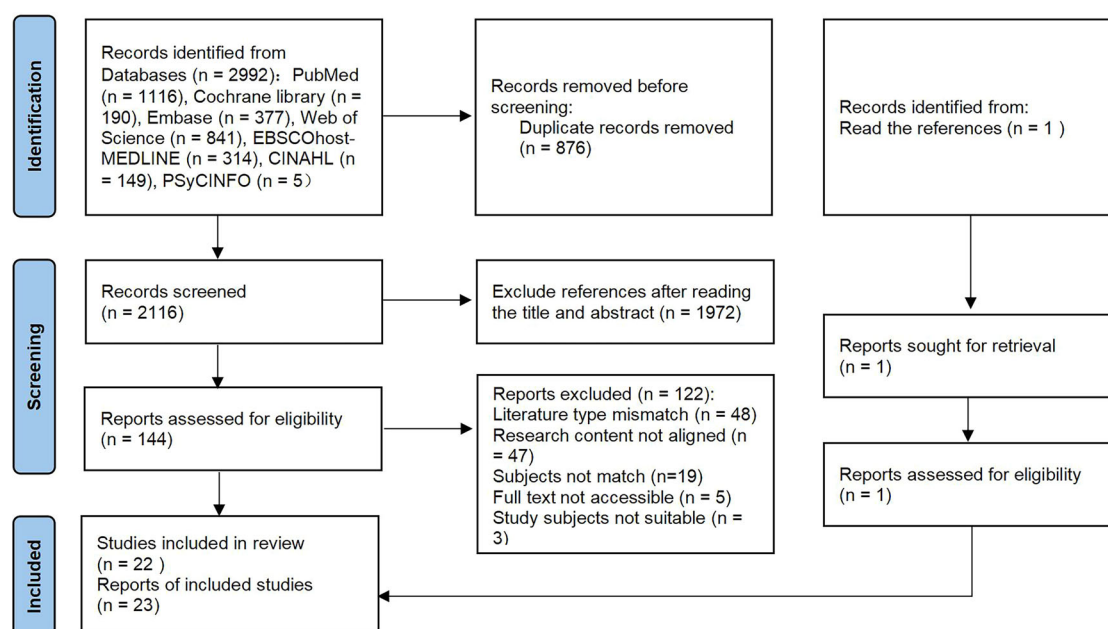 Identification
Records identified from
Databases (n = 2992)：PubMed
(n = 1116), Cochrane library (n =
190), Embase (n = 377), Web of
Science (n = 841), EBSCOhost-
MEDLINE (n = 314), CINAHL (n
= 149), PSyCINFO (n = 5）
Records removed before
screening:
Duplicate records removed
(n = 876)
Records identified from:
Read the references (n = 1 )
Screening
Records screened
(n = 2116)
Exclude references after reading
the title and abstract (n = 1972)
Reports sought for retrieval
(n = 1)
Reports assessed for eligibility
(n = 144)
Reports excluded (n = 122):
Literature type mismatch (n = 48)
Research content not aligned (n
= 47)
Subjects not match (n=19)
Full text not accessible (n = 5)
Study subjects not suitable (n =
3)
Reports assessed for eligibility
(n = 1)
Included
Studies included in review
(n = 22 )
Reports of included studies
(n = 23)